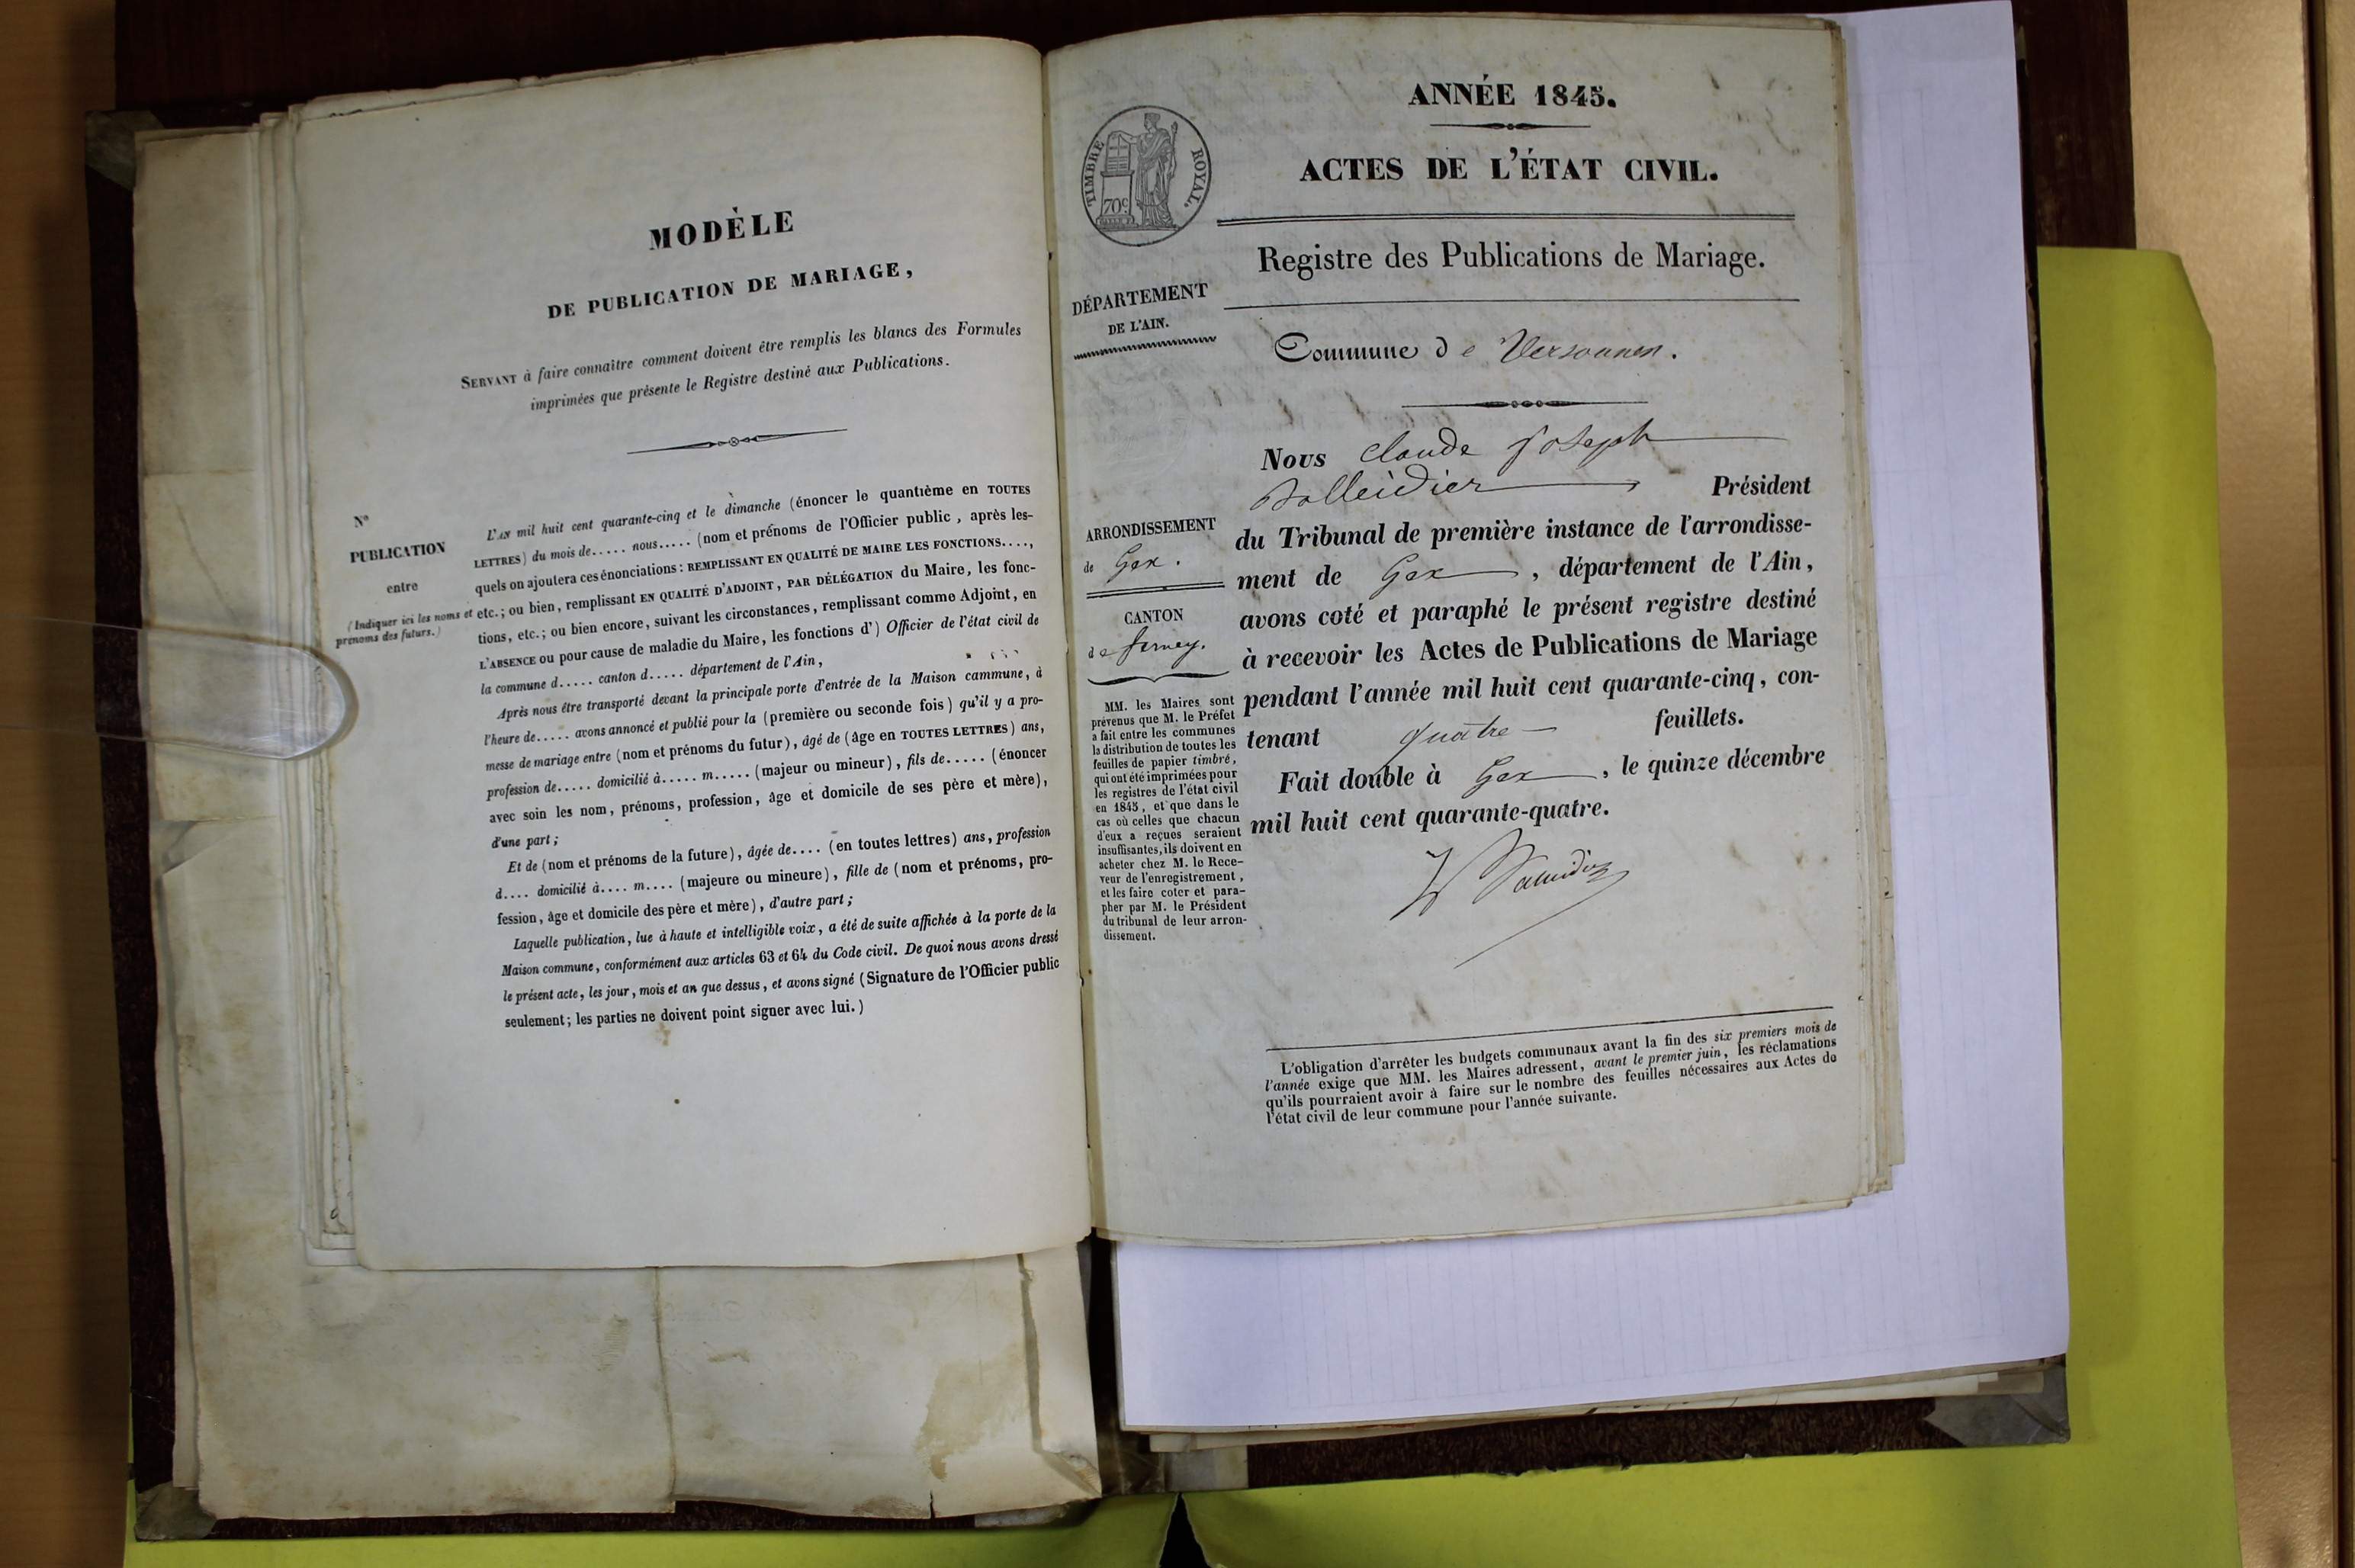 MODÈLE
DE PUBLICATION DE MARIAGE,
SERVANT à faire connaître comment doivent être remplis les blancs des Formules
imprimées que présente le Registre destiné aux Publications.
N°
PUBLICATION
entre
(Indiquer ici les noms et
prénoms des futurs.)
L'AN mil huit cent quarante-cinq et le dimanche (énoncer le quantième en TOUTES
LETTRES) du mois de..... nous..... (nom et prénoms de l'Officier public, après les-
quels on ajoutera ces énonciations: REMPLISSANT EN QUALITÉ DE MAIRE LES FONCTIONS....,
etc.; ou bien, remplissant EN QUALITÉ D'ADJOINT, PAR DÉLÉGATION du Maire, les fonc-
tions, etc.; ou bien encore, suivant les circonstances, remplissant comme Adjoint, en
L'ABSENCE ou pour cause de maladie du Maire, les fonctions d') Officier de l'état civil de
la commune d..... canton d..... département de l'Ain,
Après nous être transporté devant la principale porte d'entrée de la Maison cammune, à
l'heure de..... avons annoncé et publié pour la (première ou seconde fois) qu'il y a pro-
messe de mariage entre (nom et prénoms du futur), âgé de (âge en TOUTES LETTRES) ans,
profession de..... domicilié à..... m..... (majeur ou mineur), fils de..... (énoncer
avec soin les nom, prénoms, profession, âge et domicile de ses père et mère),
d'une part;
Et de (nom et prénoms de la future), âgée de.... (en toutes lettres) ans, profession
d.... domicilié à.... m.... (majeure ou mineure), fille de (nom et prénoms, pro-
fession, âge et domicile des père et mère), d'autre part;
Laquelle publication, lue à haute et intelligible voix, a été de suite affichée à la porte de la
Maison commune, conformément aux articles 63 et 64 du Code civil. De quoi nous avons dressé
le présent acte, les jour, mois et an que dessus, et avons signé (Signature de l'Officier public
seulement; les parties ne doivent point signer avec lui.)
ANNÉE 1845.
TIMBRE ROYAL.
70c
ACTES DE L'ÉTAT CIVIL.
Registre des Publications de Mariage.
DÉPARTEMENT
DE L'AIN.
Commune de Versonnex.
ARRONDISSEMENT
de Gex.
CANTON
de ferney.
MM. les Maires sont
prévenus que M. le Préfet
a fait entre les communes
la distribution de toutes les
feuilles de papier timbré,
qui ont été imprimées pour
les registres de l'état civil
en 1845, et que dans le
cas où celles que chacun
d'eux a reçues seraient
insuffisantes, ils doivent en
acheter chez M. le Rece-
veur de l'enregistrement,
et les faire coter et para-
pher par M. le Président
du tribunal de leur arron-
dissement.
Nous Claude Joseph
Président
du Tribunal de première instance de l'arrondisse-
ment de Gex, département de l'Ain,
avons coté et paraphé le présent registre destiné
à recevoir les Actes de Publications de Mariage
pendant l'année mil huit cent quarante-cinq, con-
tenant quatre feuillets.
Fait double à Gex, le quinze décembre
mil huit cent quarante-quatre.
L'obligation d'arrêter les budgets communaux avant la fin des six premiers mois de
l'année exige que MM. les Maires adressent, avant le premier juin, les réclamations
qu'ils pourraient avoir à faire sur le nombre des feuilles nécessaires aux Actes de
l'état civil de leur commune pour l'année suivante.